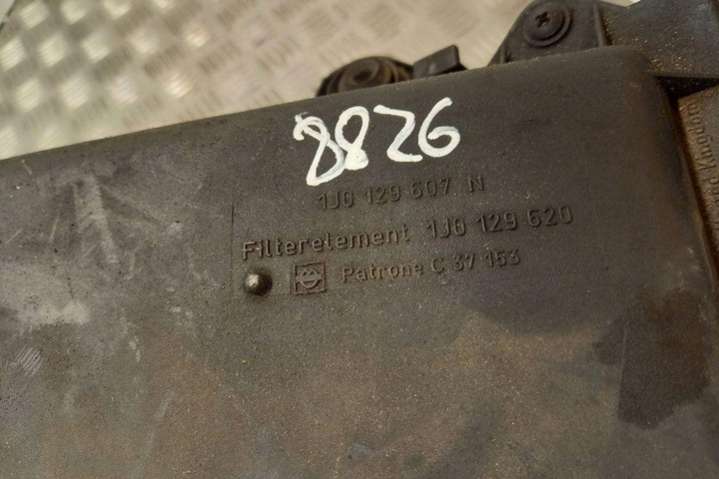 8826
1J0 129 607 N
Filterelement 1J0 129 620
Patrone C 37 153